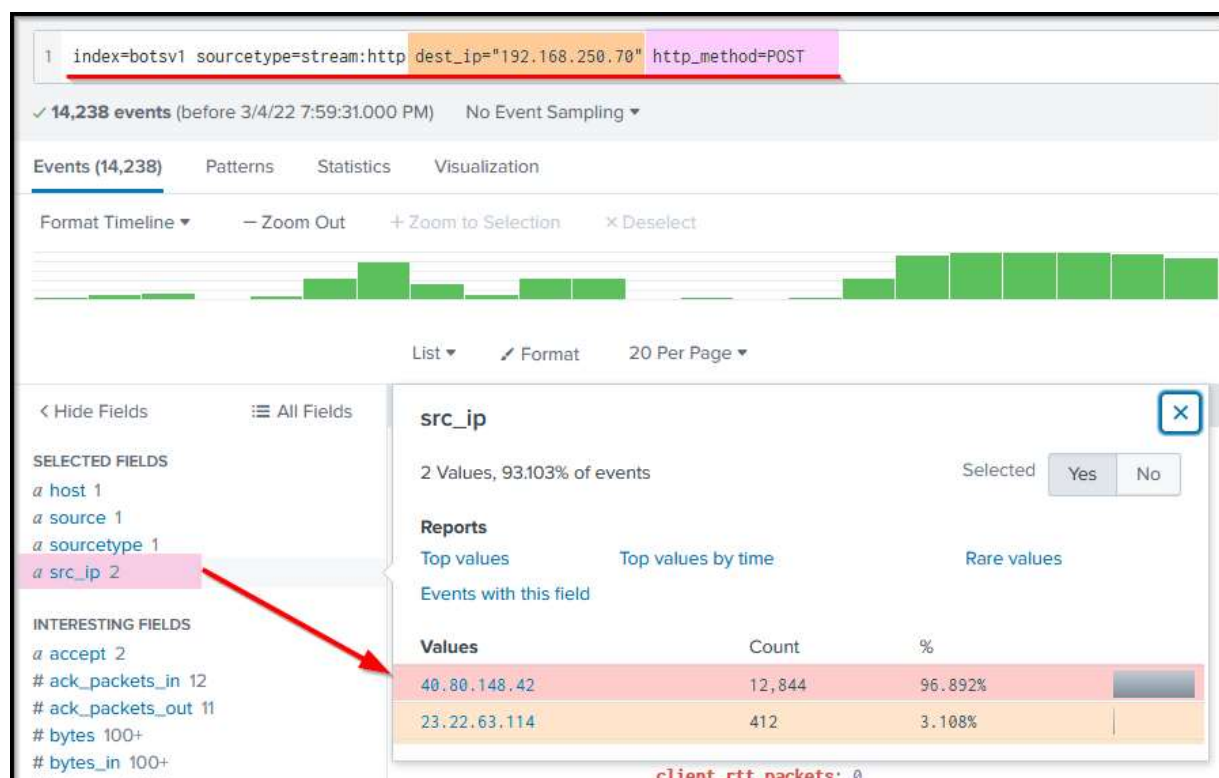 1 index=botsv1 sourcetype=stream:http dest_ip="192.168.250.70" http_method=POST
✓ 14,238 events (before 3/4/22 7:59:31.000 PM) No Event Sampling ▾
Events (14,238) Patterns Statistics Visualization
Format Timeline ▾ — Zoom Out + Zoom to Selection × Deselect
List ▾ Format 20 Per Page ▾
< Hide Fields All Fields
SELECTED FIELDS
a host 1
a source 1
a sourcetype 1
a src_ip 2
INTERESTING FIELDS
a accept 2
# ack_packets_in 12
# ack_packets_out 11
# bytes 100+
# bytes_in 100+
src_ip ×
2 Values, 93.103% of events Selected Yes No
Reports
Top values Top values by time Rare values
Events with this field
Values Count %
40.80.148.42 12,844 96.892%
23.22.63.114 412 3.108%
client_rtt_packets: 0